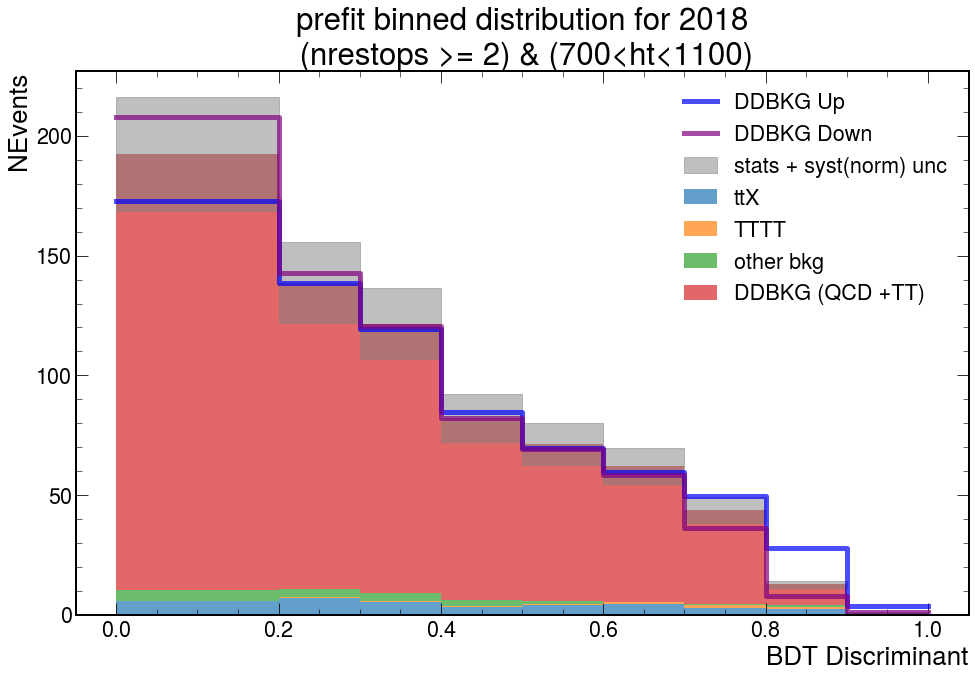 prefit binned distribution for 2018
(nrestops >= 2) & (700<ht<1100)
NEvents
200
150
100
50
0
DDBKG Up
DDBKG Down
stats + syst(norm) unc
ttX
TTTT
other bkg
DDBKG (QCD +TT)
0.0 0.2 0.4 0.6 0.8 1.0
BDT Discriminant